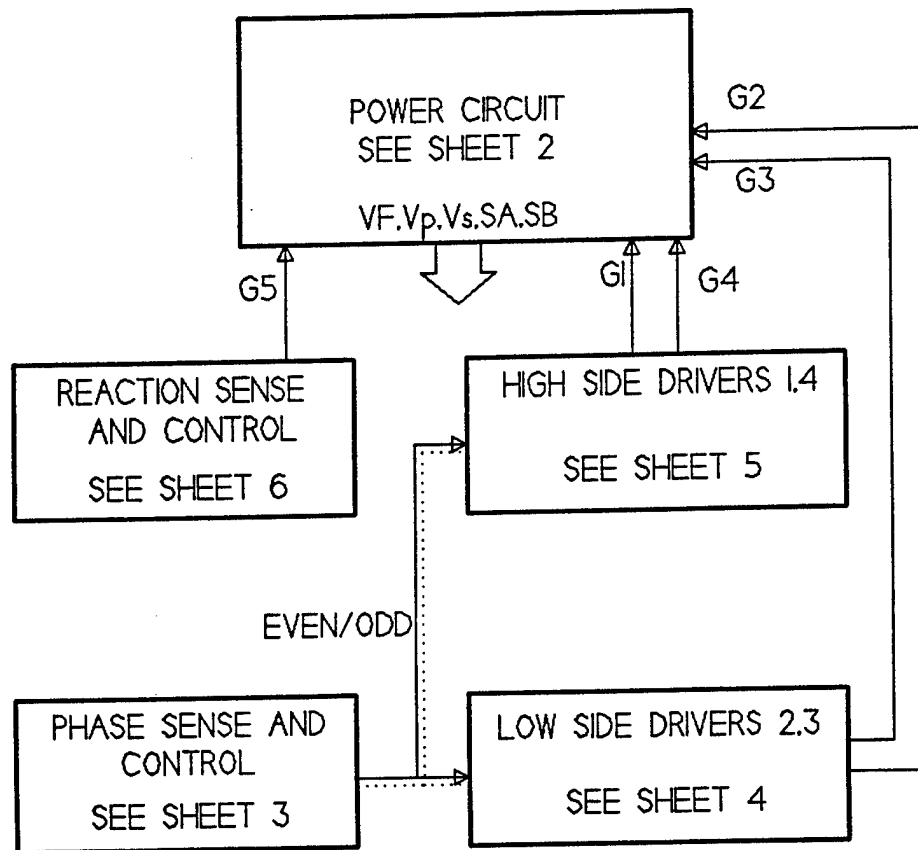 POWER CIRCUIT
SEE SHEET 2
VF.Vp.Vs.SA.SB
G2
G3
G5
G1
G4
REACTION SENSE
AND CONTROL
SEE SHEET 6
HIGH SIDE DRIVERS 1.4
SEE SHEET 5
EVEN/ODD
PHASE SENSE AND
CONTROL
SEE SHEET 3
LOW SIDE DRIVERS 2.3
SEE SHEET 4